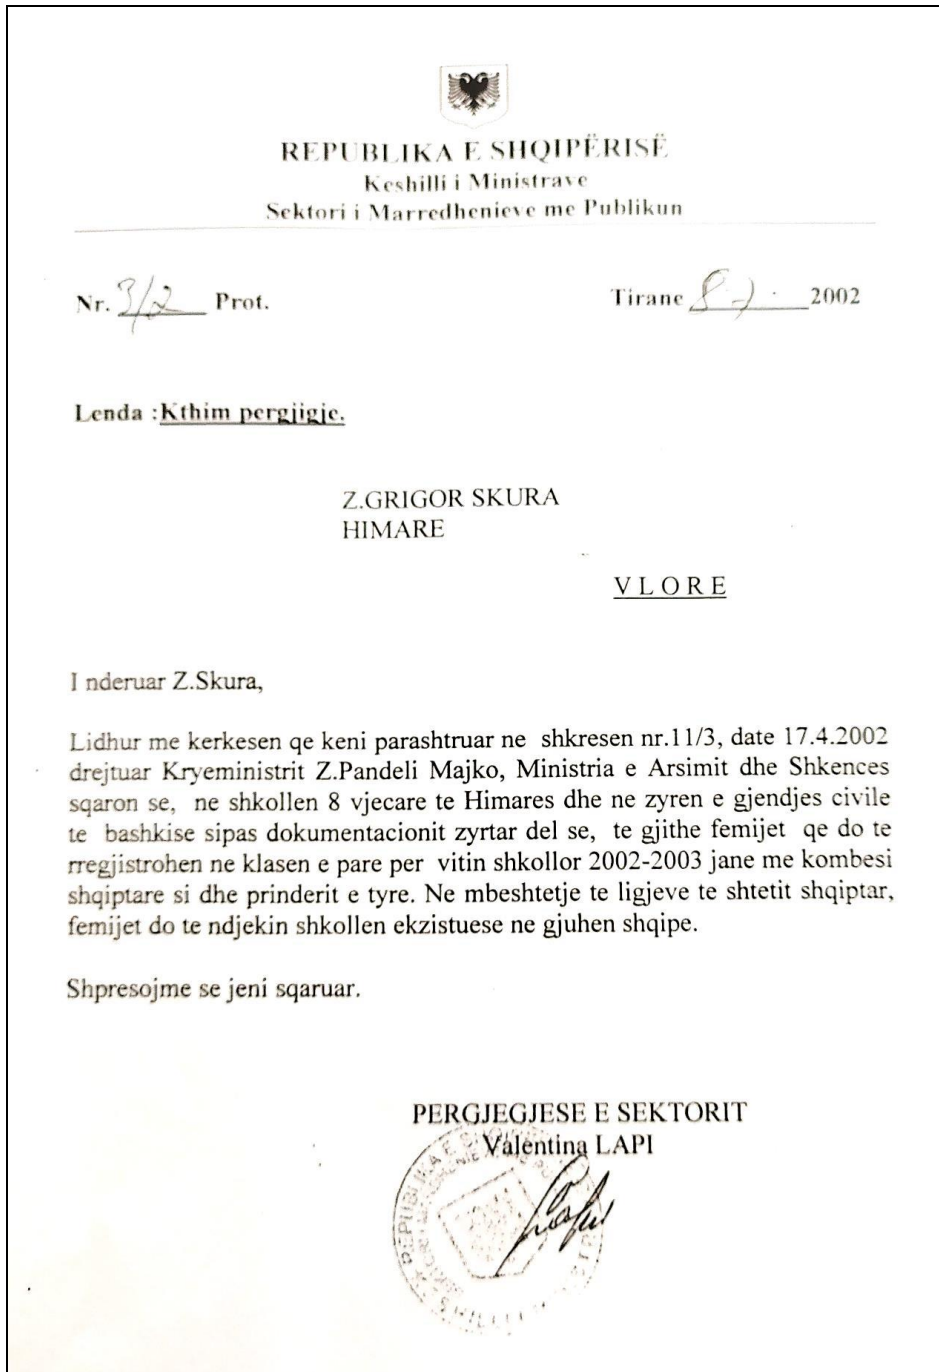 REPUBLIKA E SHQIPËRISË
Keshilli i Ministrave
Sektori i Marredhenieve me Publikun
Nr. 3/2 Prot.
Tirane 8 2002
Lenda :Kthim pergjigje.
Z.GRIGOR SKURA
HIMARE
V L O R E
I nderuar Z.Skura,
Lidhur me kerkesen qe keni parashtruar ne shkresen nr.11/3, date 17.4.2002
drejtuar Kryeministrit Z.Pandeli Majko, Ministria e Arsimit dhe Shkences
sqaron se, ne shkollen 8 vjecare te Himares dhe ne zyren e gjendjes civile
te bashkise sipas dokumentacionit zyrtar del se, te gjithe femijet qe do te
rregjistrohen ne klasen e pare per vitin shkollor 2002-2003 jane me kombesi
shqiptare si dhe prinderit e tyre. Ne mbeshtetje te ligjeve te shtetit shqiptar,
femijet do te ndjekin shkollen ekzistuese ne gjuhen shqipe.
Shpresojme se jeni sqaruar.
PERGJEGJESE E SEKTORIT
Valentina LAPI
REPUBLIKA E